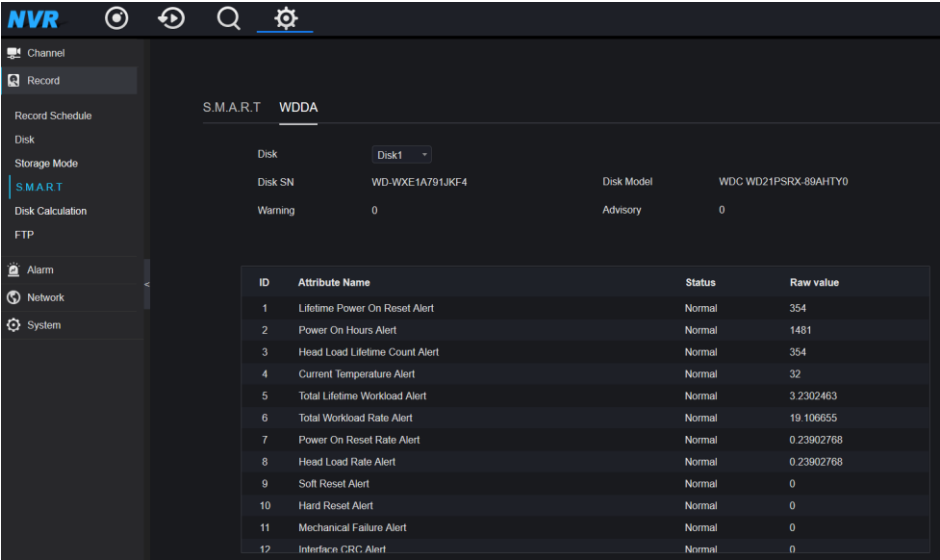 NVR
Channel
Record
Record Schedule
Disk
Storage Mode
S.M.A.R.T
Disk Calculation
FTP
Alarm
Network
System
<
S.M.A.R.T WDDA
Disk Disk1
Disk SN WD-WXE1A791JKF4 Disk Model WDC WD21PSRX-89AHTY0
Warning 0 Advisory 0
ID Attribute Name Status Raw value
1 Lifetime Power On Reset Alert Normal 354
2 Power On Hours Alert Normal 1481
3 Head Load Lifetime Count Alert Normal 354
4 Current Temperature Alert Normal 32
5 Total Lifetime Workload Alert Normal 3.2302463
6 Total Workload Rate Alert Normal 19.106655
7 Power On Reset Rate Alert Normal 0.23902768
8 Head Load Rate Alert Normal 0.23902768
9 Soft Reset Alert Normal 0
10 Hard Reset Alert Normal 0
11 Mechanical Failure Alert Normal 0
12 Interface CRC Alert Normal 0